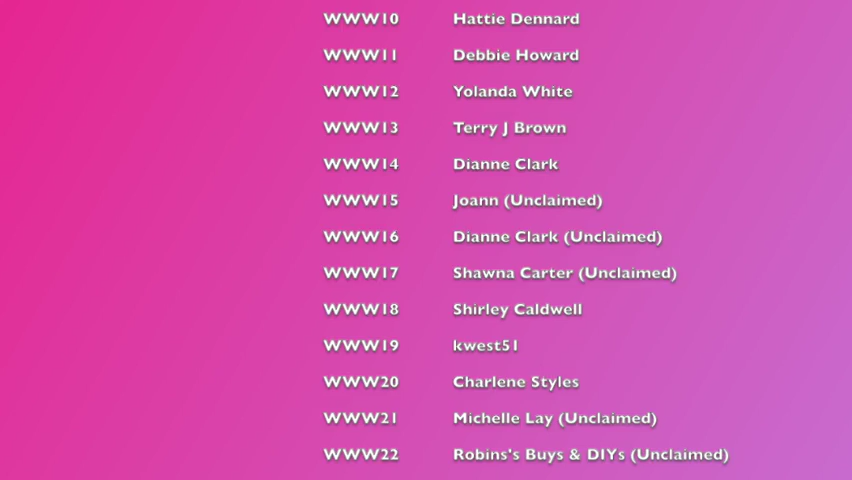 WWW10 Hattie Dennard
WWW11 Debbie Howard
WWW12 Yolanda White
WWW13 Terry J Brown
WWW14 Dianne Clark
WWW15 Joann (Unclaimed)
WWW16 Dianne Clark (Unclaimed)
WWW17 Shawna Carter (Unclaimed)
WWW18 Shirley Caldwell
WWW19 kwest51
WWW20 Charlene Styles
WWW21 Michelle Lay (Unclaimed)
WWW22 Robins's Buys & DIYs (Unclaimed)